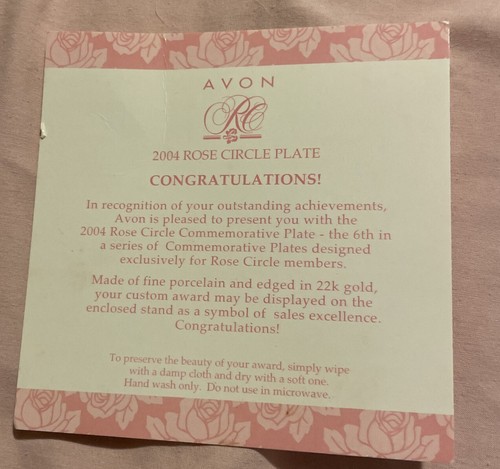 AVON
RC
2004 ROSE CIRCLE PLATE
CONGRATULATIONS!
In recognition of your outstanding achievements,
Avon is pleased to present you with the
2004 Rose Circle Commemorative Plate - the 6th in
a series of Commemorative Plates designed
exclusively for Rose Circle members.
Made of fine porcelain and edged in 22k gold,
your custom award may be displayed on the
enclosed stand as a symbol of sales excellence.
Congratulations!
To preserve the beauty of your award, simply wipe
with a damp cloth and dry with a soft one.
Hand wash only. Do not use in microwave.